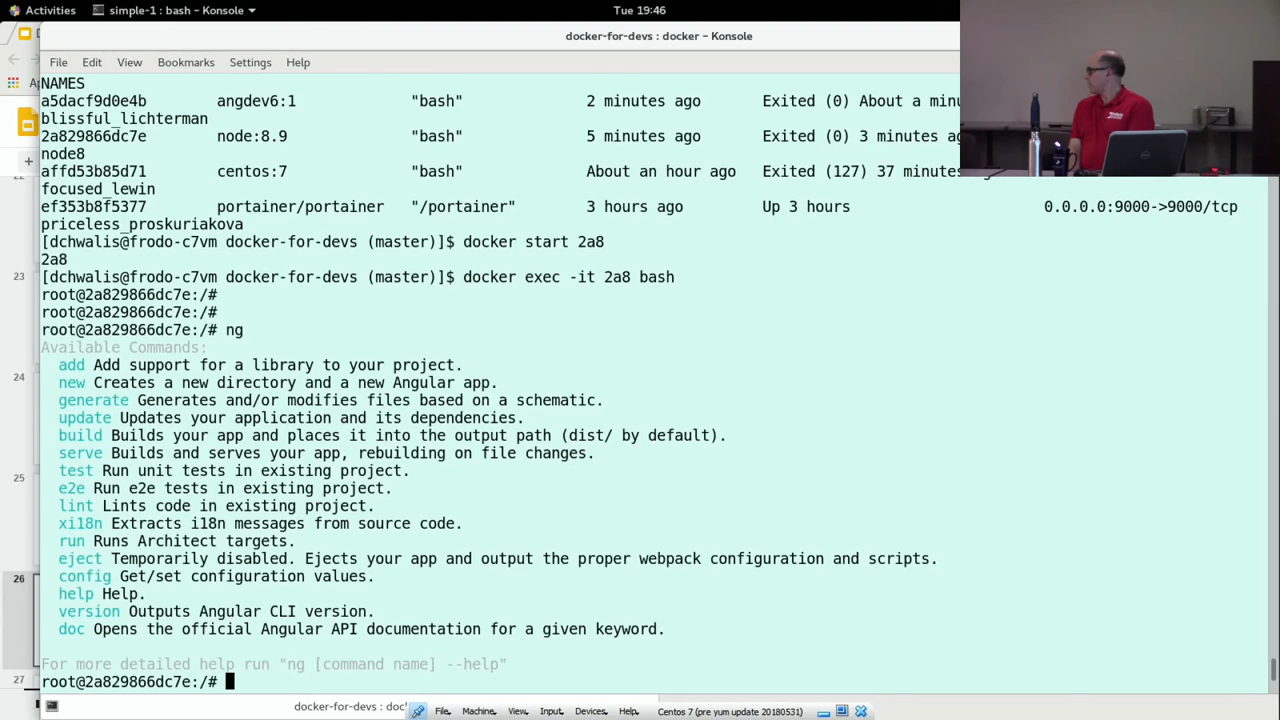 Activities
simple-1 : bash – Konsole
Tue 19:46
docker-for-devs : docker – Konsole
File Edit View Bookmarks Settings Help
NAMES
a5dacf9d0e4b angdev6:1 "bash" 2 minutes ago Exited (0) About a minu
blissful_lichterman
2a829866dc7e node:8.9 "bash" 5 minutes ago Exited (0) 3 minutes ag
node8
affd53b85d71 centos:7 "bash" About an hour ago Exited (127) 37 minutes
focused_lewin
ef353b8f5377 portainer/portainer "/portainer" 3 hours ago Up 3 hours 0.0.0.0:9000->9000/tcp
priceless_proskuriakova
[dchwalis@frodo-c7vm docker-for-devs (master)]$ docker start 2a8
2a8
[dchwalis@frodo-c7vm docker-for-devs (master)]$ docker exec -it 2a8 bash
root@2a829866dc7e:/#
root@2a829866dc7e:/#
root@2a829866dc7e:/# ng
Available Commands:
add Add support for a library to your project.
new Creates a new directory and a new Angular app.
generate Generates and/or modifies files based on a schematic.
update Updates your application and its dependencies.
build Builds your app and places it into the output path (dist/ by default).
serve Builds and serves your app, rebuilding on file changes.
test Run unit tests in existing project.
e2e Run e2e tests in existing project.
lint Lints code in existing project.
xi18n Extracts i18n messages from source code.
run Runs Architect targets.
eject Temporarily disabled. Ejects your app and output the proper webpack configuration and scripts.
config Get/set configuration values.
help Help.
version Outputs Angular CLI version.
doc Opens the official Angular API documentation for a given keyword.
For more detailed help run "ng [command name] --help"
root@2a829866dc7e:/#
23
24
25
26
27
docker-for-devs : doc
File, Machine, View, Input, Devices, Help, Centos 7 (pre yum update 20180531)